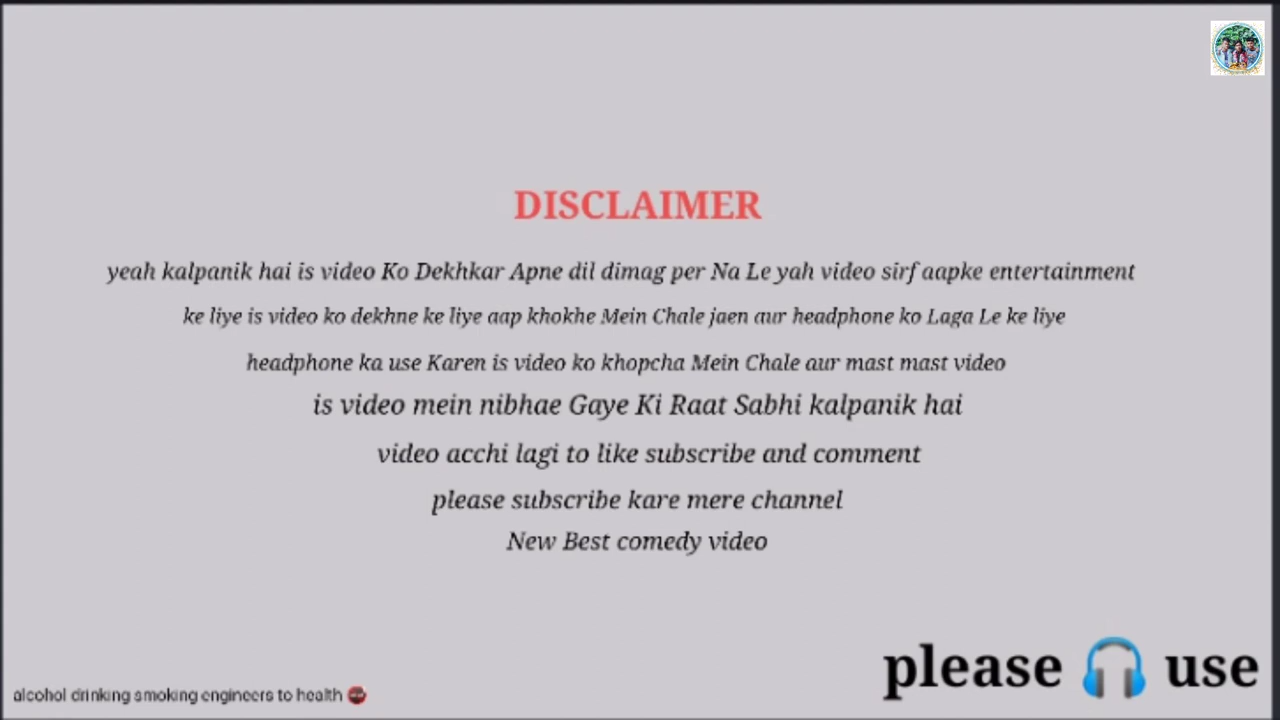 DISCLAIMER
yeah kalpanik hai is video Ko Dekhkar Apne dil dimag per Na Le yah video sirf aapke entertainment
ke liye is video ko dekhne ke liye aap khokhe Mein Chale jaen aur headphone ko Laga Le ke liye
headphone ka use Karen is video ko khopcha Mein Chale aur mast mast video
is video mein nibhae Gaye Ki Raat Sabhi kalpanik hai
video acchi lagi to like subscribe and comment
please subscribe kare mere channel
New Best comedy video
please 🎧 use
alcohol drinking smoking engineers to health 🚭